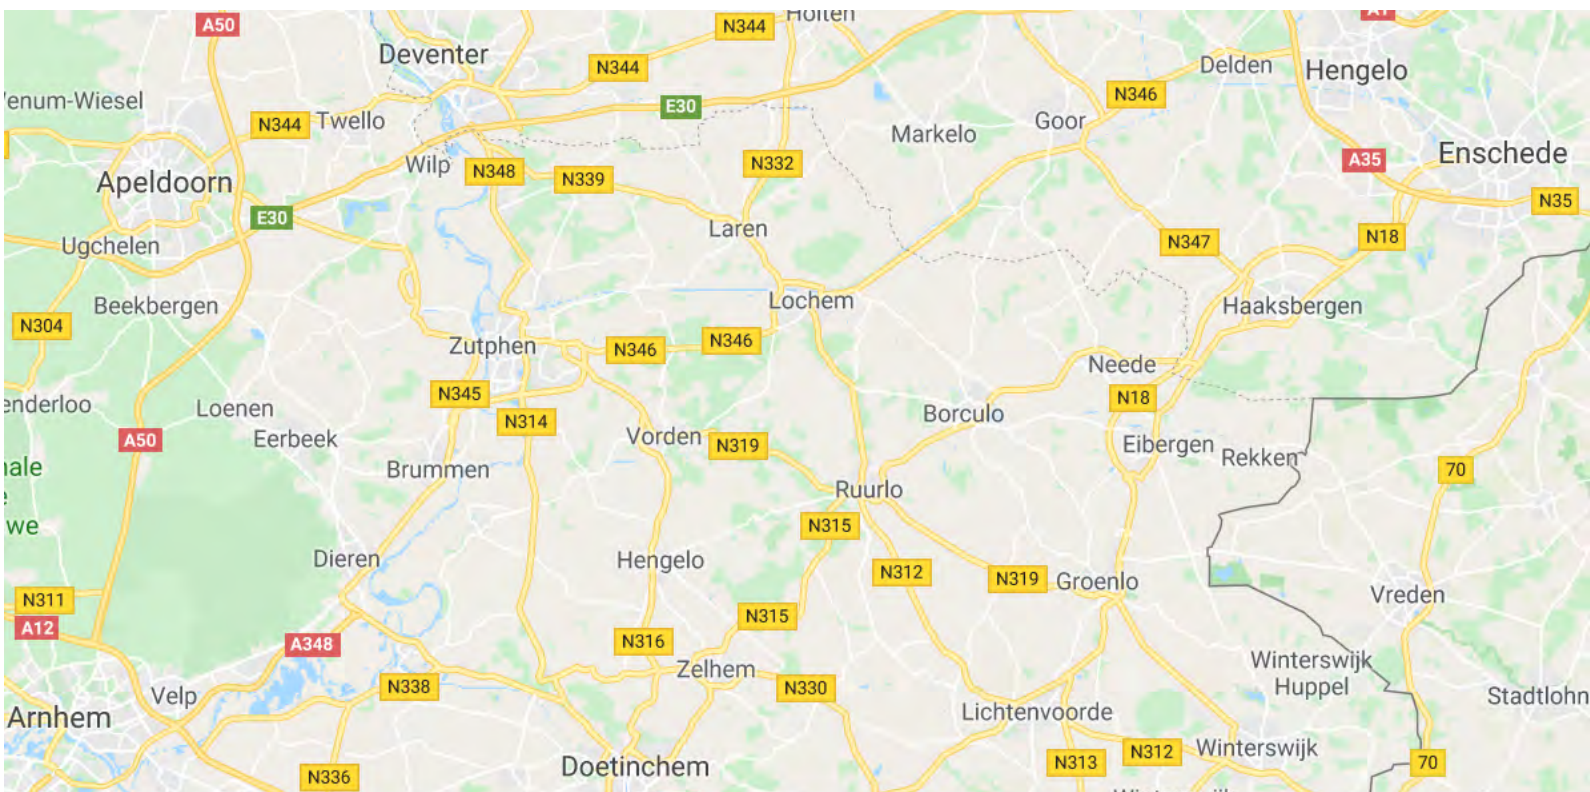 A50
Deventer
N344
Holten
A1
N344
Delden
Hengelo
enum-Wiesel
E30
N346
N344
Twello
Goor
Markelo
Enschede
Wilp
N332
A35
Apeldoorn
N348
N339
N35
E30
Laren
N18
Ugchelen
N347
Beekbergen
Lochem
Haaksbergen
N304
Zutphen
N346
N346
Neede
N345
N18
enderloo
Loenen
N314
Borculo
A50
Eerbeek
Vorden
N319
Eibergen
Rekken
nale
Brummen
70
e
Ruurlo
we
N315
Dieren
Hengelo
N312
N319
Groenlo
N311
Vreden
A12
N315
A348
N316
Zelhem
Winterswijk
Huppel
Velp
N338
N330
Stadtlohn
Arnhem
Lichtenvoorde
Winterswijk
Doetinchem
N312
N336
N313
70